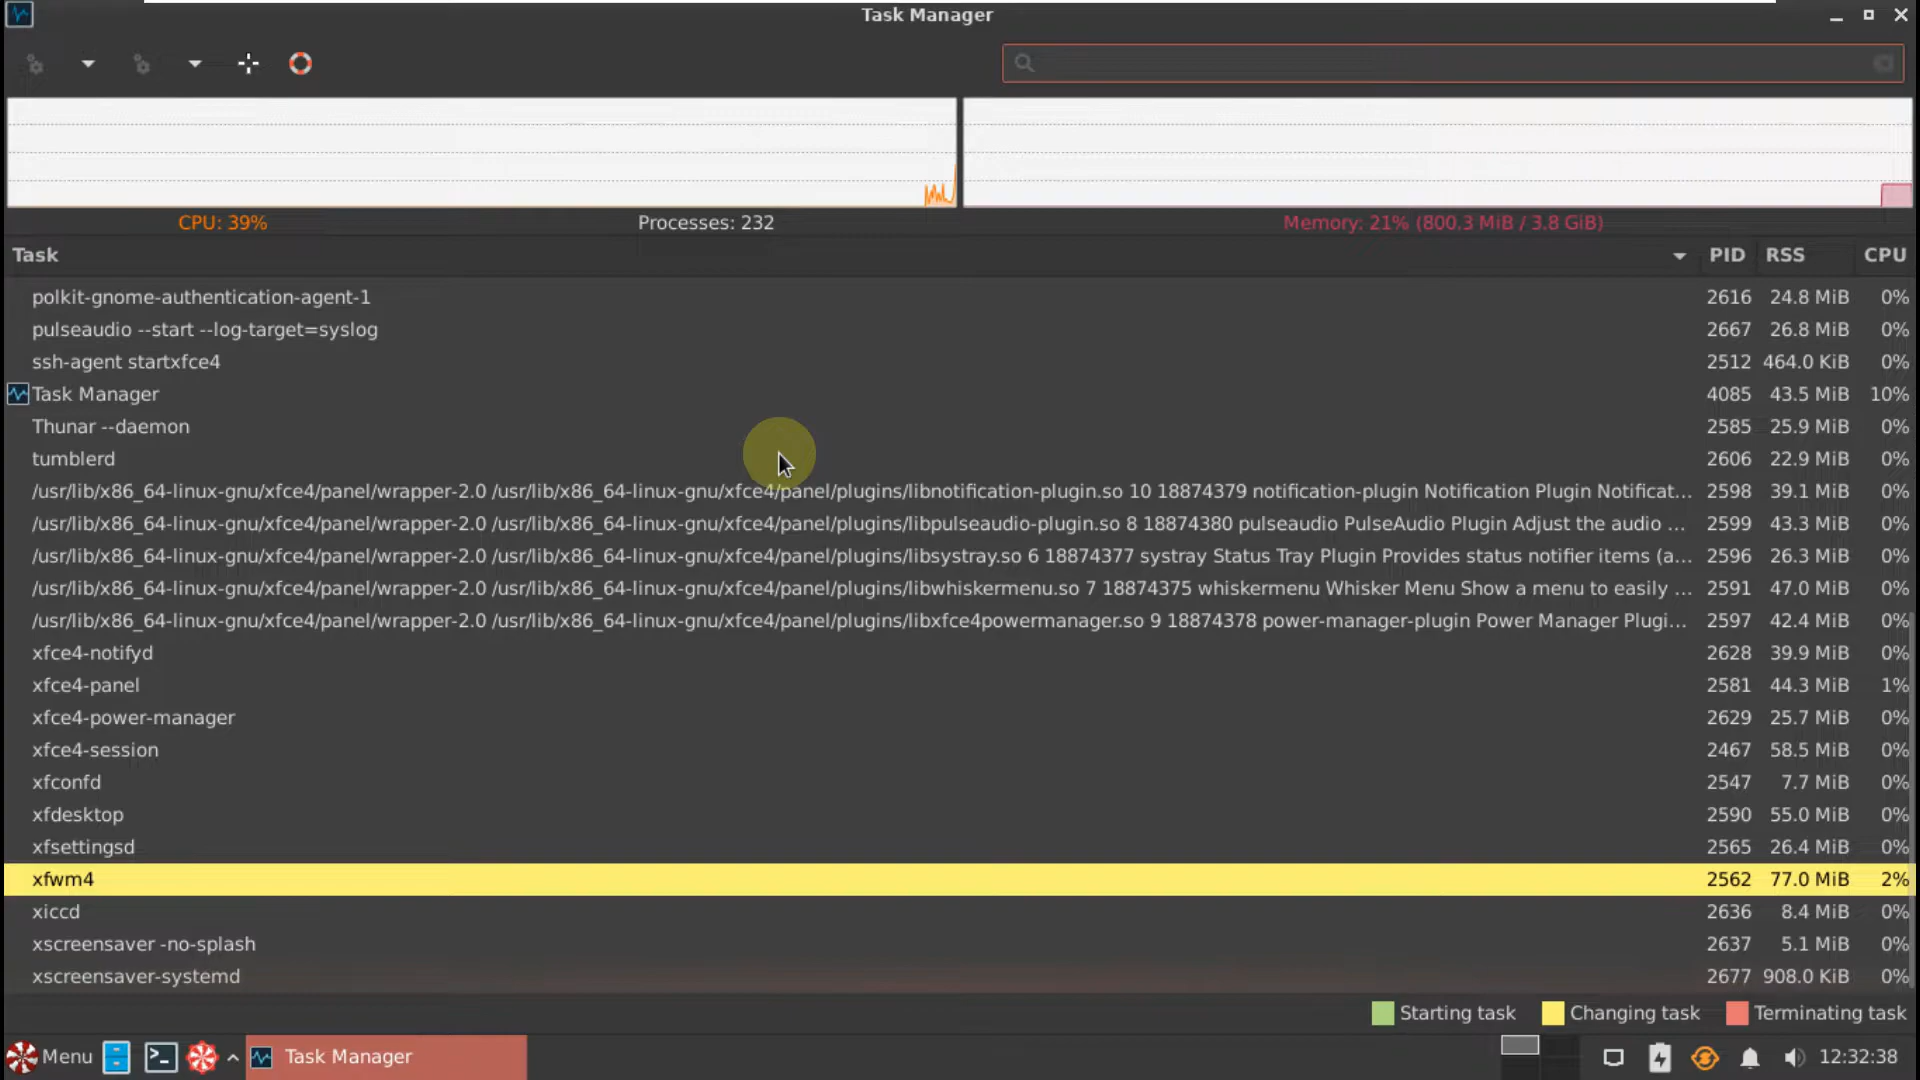 Task Manager
CPU: 39%
Processes: 232
Memory: 21% (800.3 MiB / 3.8 GiB)
Task PID RSS CPU
polkit-gnome-authentication-agent-1 2616 24.8 MiB 0%
pulseaudio --start --log-target=syslog 2667 26.8 MiB 0%
ssh-agent startxfce4 2512 464.0 KiB 0%
Task Manager 4085 43.5 MiB 10%
Thunar --daemon 2585 25.9 MiB 0%
tumblerd 2606 22.9 MiB 0%
/usr/lib/x86_64-linux-gnu/xfce4/panel/wrapper-2.0 /usr/lib/x86_64-linux-gnu/xfce4/panel/plugins/libnotification-plugin.so 10 18874379 notification-plugin Notification Plugin Notificat... 2598 39.1 MiB 0%
/usr/lib/x86_64-linux-gnu/xfce4/panel/wrapper-2.0 /usr/lib/x86_64-linux-gnu/xfce4/panel/plugins/libpulseaudio-plugin.so 8 18874380 pulseaudio PulseAudio Plugin Adjust the audio ... 2599 43.3 MiB 0%
/usr/lib/x86_64-linux-gnu/xfce4/panel/wrapper-2.0 /usr/lib/x86_64-linux-gnu/xfce4/panel/plugins/libsystray.so 6 18874377 systray Status Tray Plugin Provides status notifier items (a... 2596 26.3 MiB 0%
/usr/lib/x86_64-linux-gnu/xfce4/panel/wrapper-2.0 /usr/lib/x86_64-linux-gnu/xfce4/panel/plugins/libwhiskermenu.so 7 18874375 whiskermenu Whisker Menu Show a menu to easily ... 2591 47.0 MiB 0%
/usr/lib/x86_64-linux-gnu/xfce4/panel/wrapper-2.0 /usr/lib/x86_64-linux-gnu/xfce4/panel/plugins/libxfce4powermanager.so 9 18874378 power-manager-plugin Power Manager Plugi... 2597 42.4 MiB 0%
xfce4-notifyd 2628 39.9 MiB 0%
xfce4-panel 2581 44.3 MiB 1%
xfce4-power-manager 2629 25.7 MiB 0%
xfce4-session 2467 58.5 MiB 0%
xfconfd 2547 7.7 MiB 0%
xfdesktop 2590 55.0 MiB 0%
xfsettingsd 2565 26.4 MiB 0%
xfwm4 2562 77.0 MiB 2%
xiccd 2636 8.4 MiB 0%
xscreensaver -no-splash 2637 5.1 MiB 0%
xscreensaver-systemd 2677 908.0 KiB 0%
Starting task Changing task Terminating task
Menu Task Manager 12:32:38